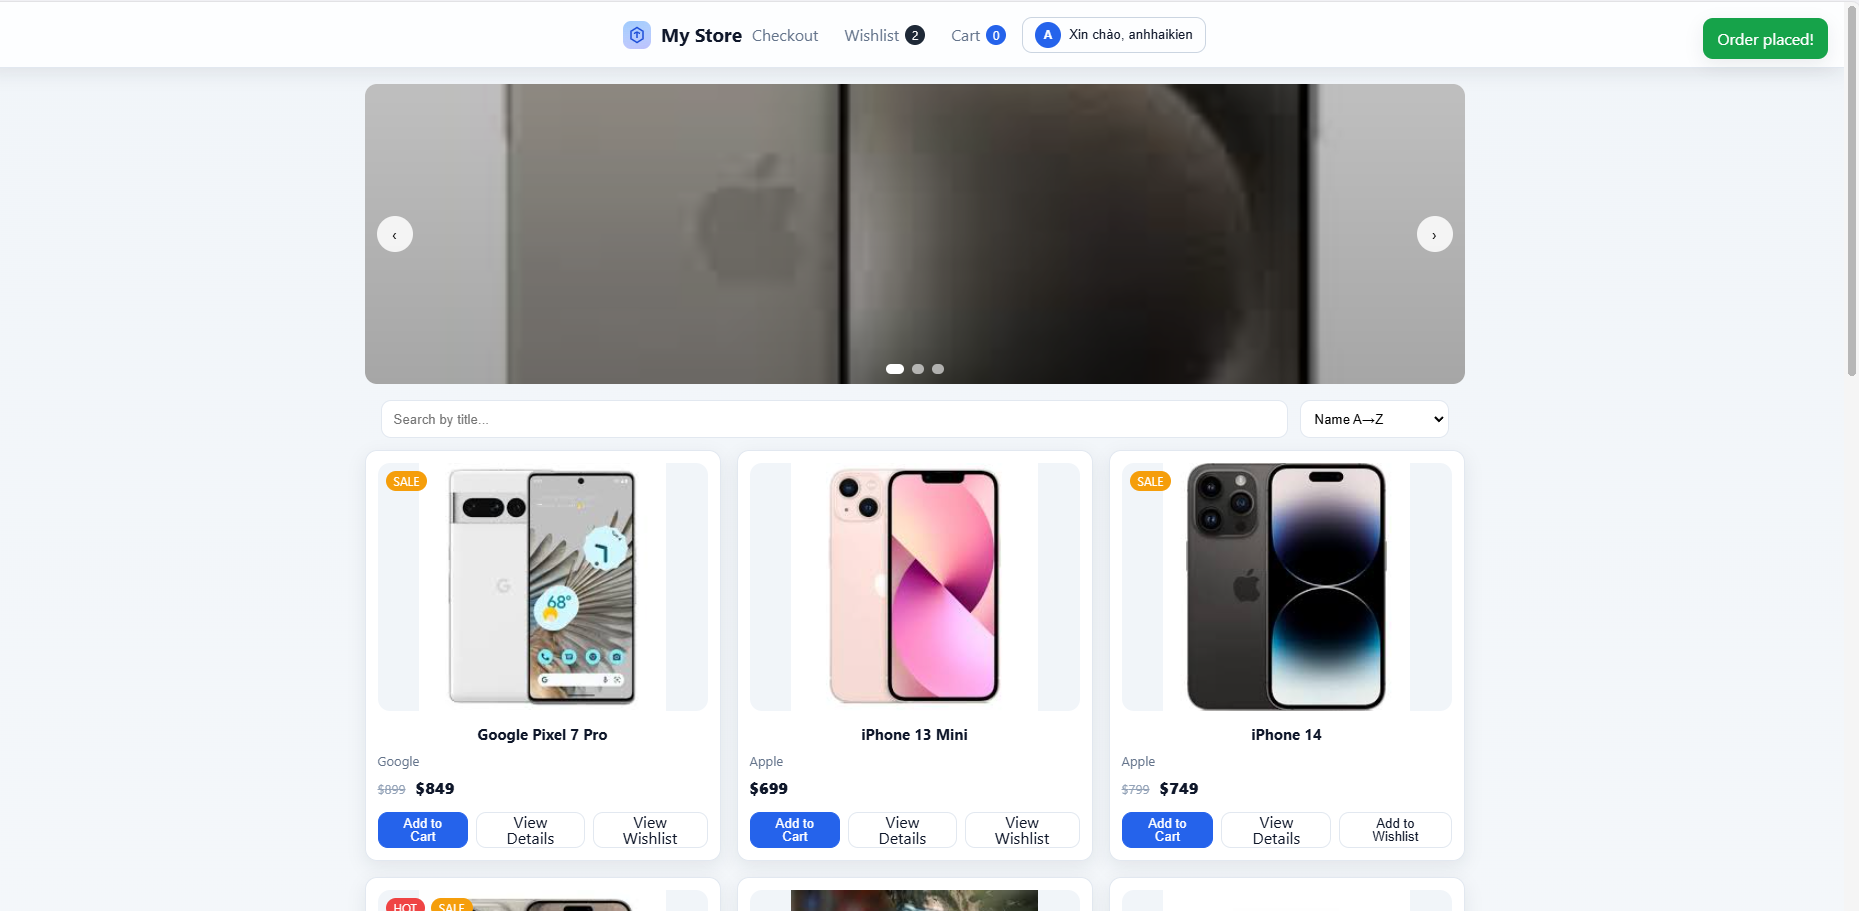 My Store
Checkout
Wishlist 2
Cart 0
A Xin chào, anhhaikien
Order placed!
‹
›
Search by title...
Name A→Z
SALE
68°
G
G
Google Pixel 7 Pro
Google
$899 $849
Add to
Cart
View
Details
View
Wishlist
iPhone 13 Mini
Apple
$699
Add to
Cart
View
Details
View
Wishlist
SALE
iPhone 14
Apple
$799 $749
Add to
Cart
View
Details
Add to
Wishlist
HOT
SALE